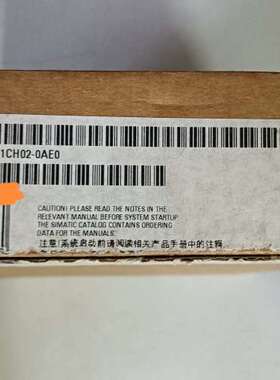 1CH02-0AE0
CAUTION! PLEASE READ THE NOTES IN THE
RELEVANT MANUAL BEFORE SYSTEM STARTUP.
THE SIMATIC CATALOG CONTAINS ORDERING
DATA FOR THE MANUALS.
注意!系统启动前请阅读相关产品手册中的注释